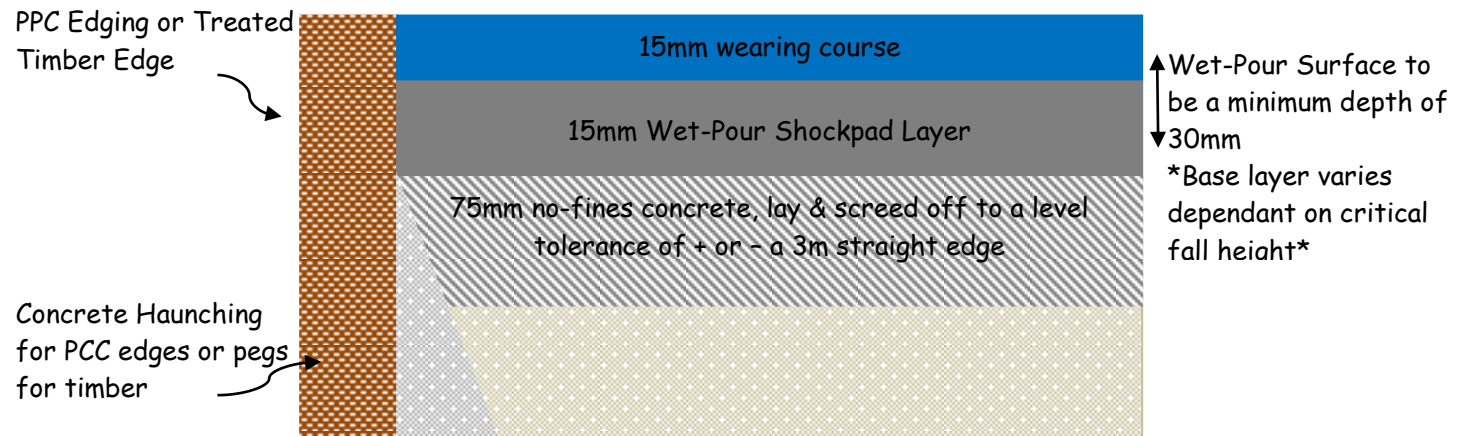 PPC Edging or Treated
Timber Edge
15mm wearing course
15mm Wet-Pour Shockpad Layer
Wet-Pour Surface to
be a minimum depth of
30mm
*Base layer varies
dependant on critical
fall height*
75mm no-fines concrete, lay & screed off to a level
tolerance of + or – a 3m straight edge
Concrete Haunching
for PCC edges or pegs
for timber